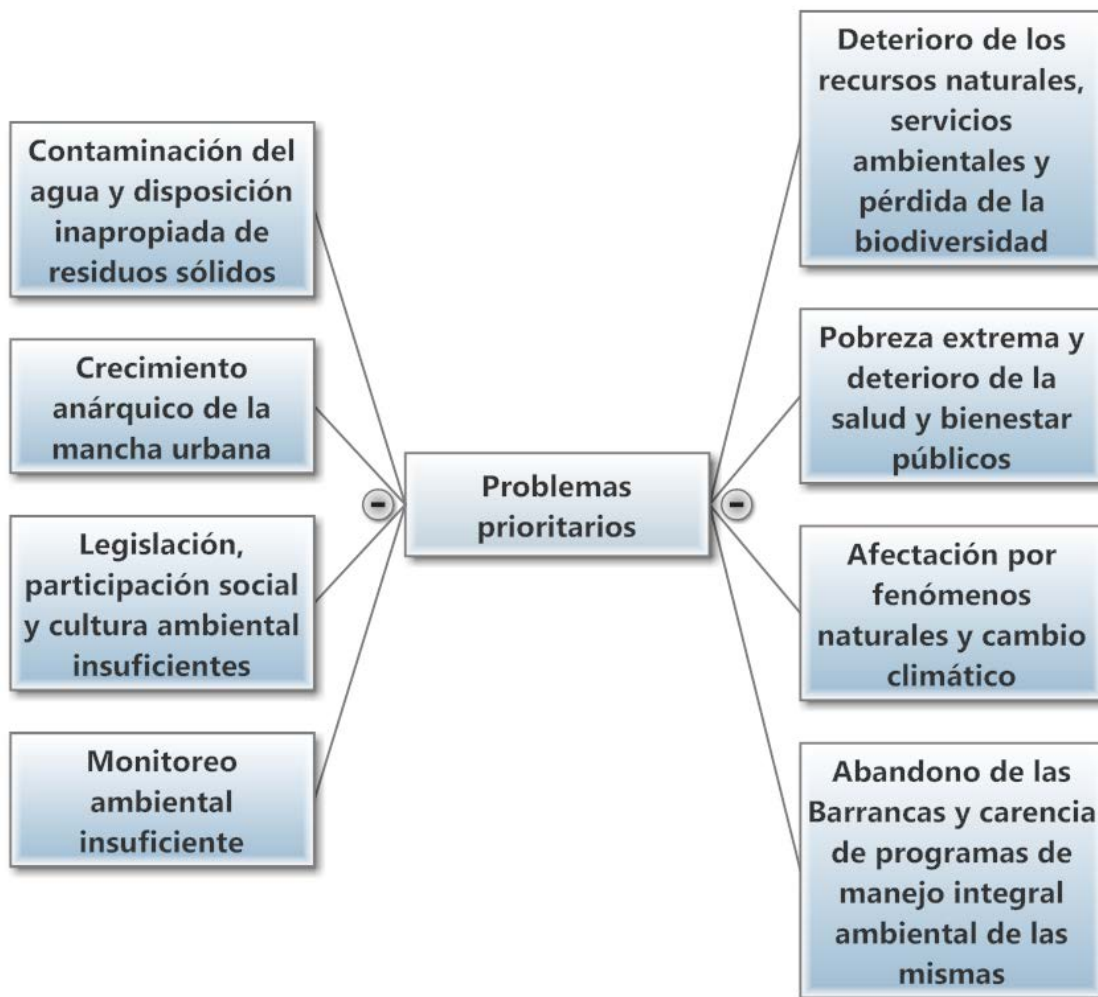 Contaminación del
agua y disposición
inapropiada de
residuos sólidos
Crecimiento
anárquico de la
mancha urbana
Legislación,
participación social
y cultura ambiental
insuficientes
Monitoreo
ambiental
insuficiente
Problemas
prioritarios
Deterioro de los
recursos naturales,
servicios
ambientales y
pérdida de la
biodiversidad
Pobreza extrema y
deterioro de la
salud y bienestar
públicos
Afectación por
fenómenos
naturales y cambio
climático
Abandono de las
Barrancas y carencia
de programas de
manejo integral
ambiental de las
mismas